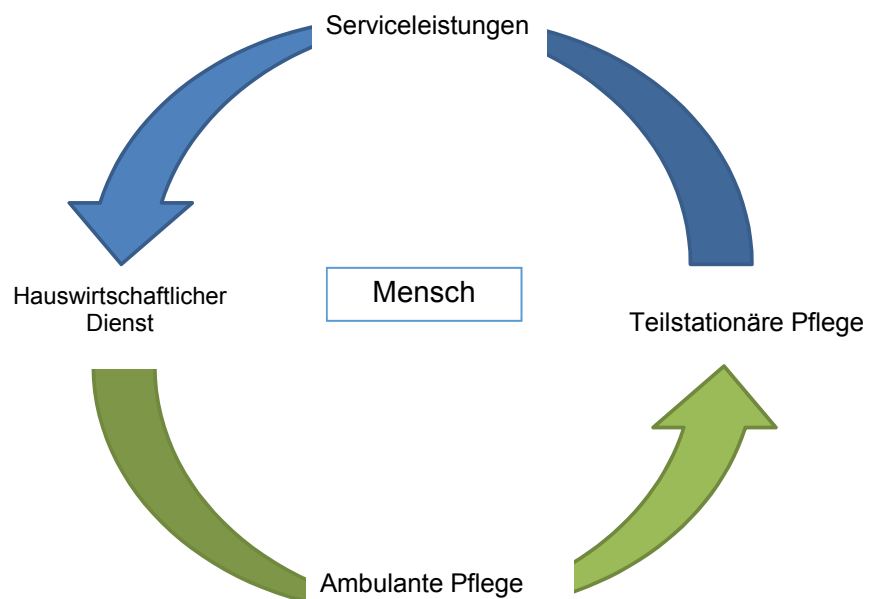 Serviceleistungen
Hauswirtschaftlicher
Dienst
Mensch
Teilstationäre Pflege
Ambulante Pflege